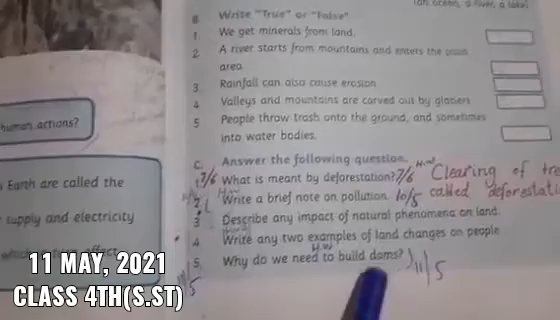 (an ocean, a river, a lake)
B. Write "True" or "False"
1. We get minerals from land.
2. A river starts from mountains and enters the plain
area.
3. Rainfall can also cause erosion.
4. Valleys and mountains are carved out by glaciers.
5. People throw trash onto the ground, and sometimes
into water bodies.
human actions?
C. Answer the following question.
H.W
1. What is meant by deforestation? 7/6 Clearing of tre
Earth are called the
2. Write a brief note on pollution. 10/5 called deforestati
3. Describe any impact of natural phenomena on land.
supply and electricity
4. Write any two examples of land changes on people
H.W
5. Why do we need to build dams? 11/5
11 MAY, 2021
CLASS 4TH(S.ST)